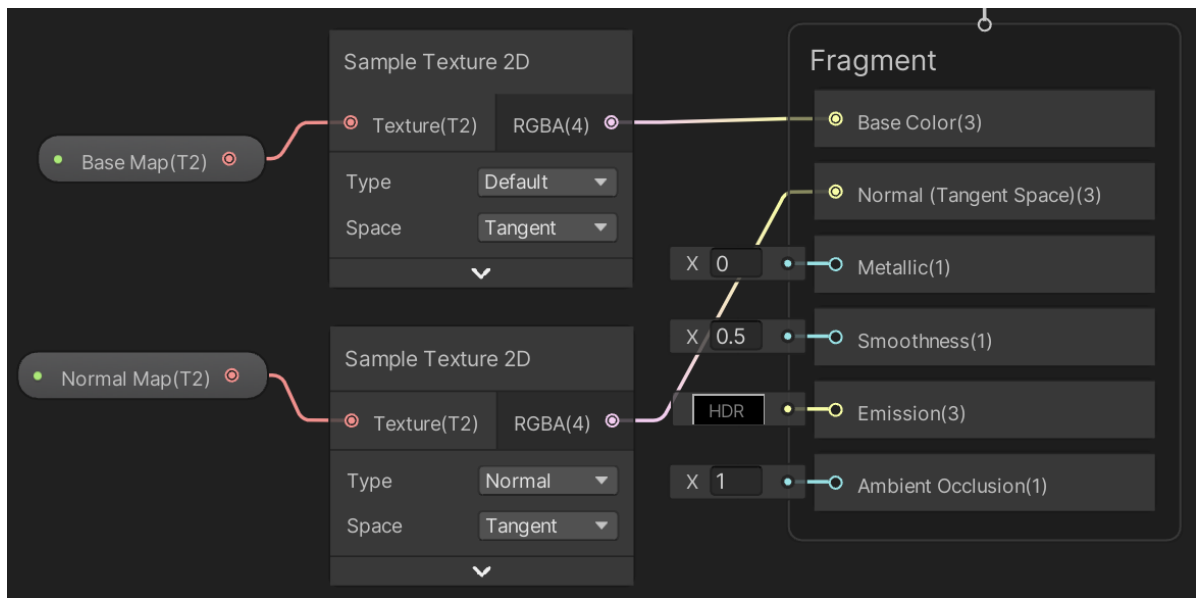 Base Map(T2)
Sample Texture 2D
Texture(T2) RGBA(4)
Type Default
Space Tangent
Normal Map(T2)
Sample Texture 2D
Texture(T2) RGBA(4)
Type Normal
Space Tangent
Fragment
Base Color(3)
Normal (Tangent Space)(3)
X 0 Metallic(1)
X 0.5 Smoothness(1)
HDR Emission(3)
X 1 Ambient Occlusion(1)